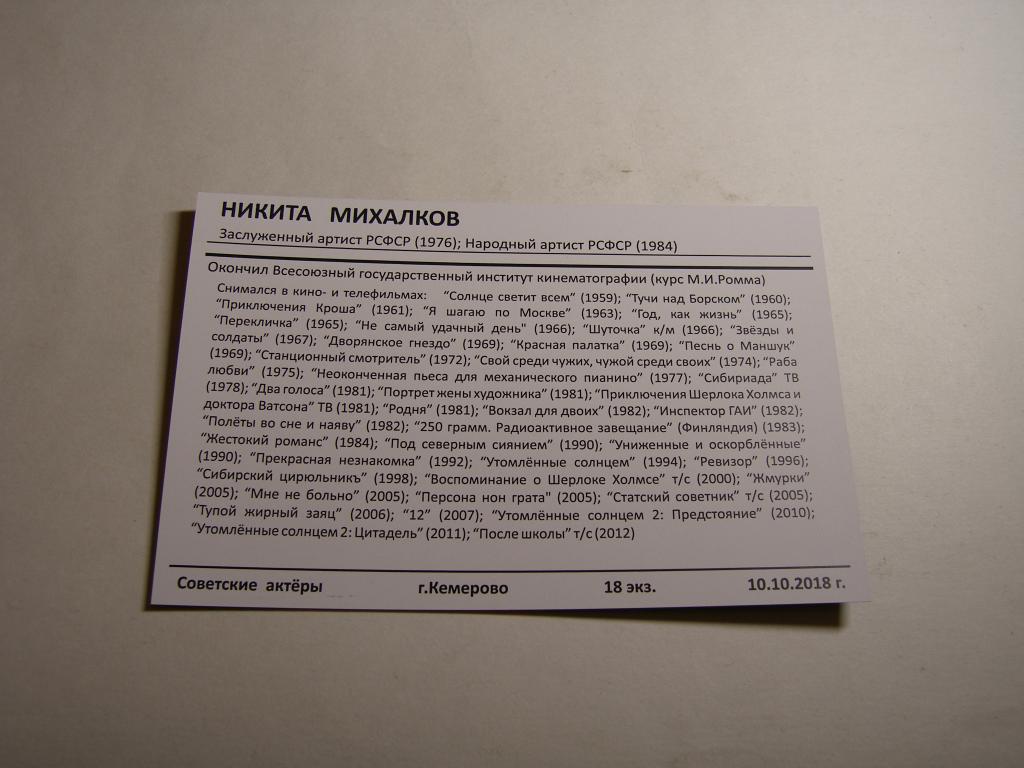 НИКИТА МИХАЛКОВ
Заслуженный артист РСФСР (1976); Народный артист РСФСР (1984)
Окончил Всесоюзный государственный институт кинематографии (курс М.И.Ромма)
Снимался в кино- и телефильмах: “Солнце светит всем” (1959); “Тучи над Борском” (1960);
“Приключения Кроша” (1961); “Я шагаю по Москве” (1963); “Год, как жизнь” (1965);
“Перекличка” (1965); “Не самый удачный день" (1966); “Шуточка” к/м (1966); “Звёзды и
солдаты” (1967); “Дворянское гнездо” (1969); “Красная палатка” (1969); “Песнь о Маншук”
(1969); “Станционный смотритель” (1972); “Свой среди чужих, чужой среди своих” (1974); “Раба
любви” (1975); “Неоконченная пьеса для механического пианино” (1977); “Сибириада” ТВ
(1978); “Два голоса” (1981); “Портрет жены художника” (1981); “Приключения Шерлока Холмса и
доктора Ватсона” ТВ (1981); “Родня” (1981); “Вокзал для двоих” (1982); “Инспектор ГАИ” (1982);
“Полёты во сне и наяву” (1982); “250 грамм. Радиоактивное завещание” (Финляндия) (1983);
“Жестокий романс” (1984); “Под северным сиянием” (1990); “Униженные и оскорблённые”
(1990); “Прекрасная незнакомка” (1992); “Утомлённые солнцем” (1994); “Ревизор” (1996);
“Сибирский цирюльникъ” (1998); “Воспоминание о Шерлоке Холмсе” т/с (2000); “Жмурки”
(2005); “Мне не больно” (2005); “Персона нон грата" (2005); “Статский советник” т/с (2005);
“Тупой жирный заяц” (2006); “12” (2007); “Утомлённые солнцем 2: Предстояние” (2010);
“Утомлённые солнцем 2: Цитадель” (2011); “После школы” т/с (2012)
Советские актёры г.Кемерово 18 экз. 10.10.2018 г.